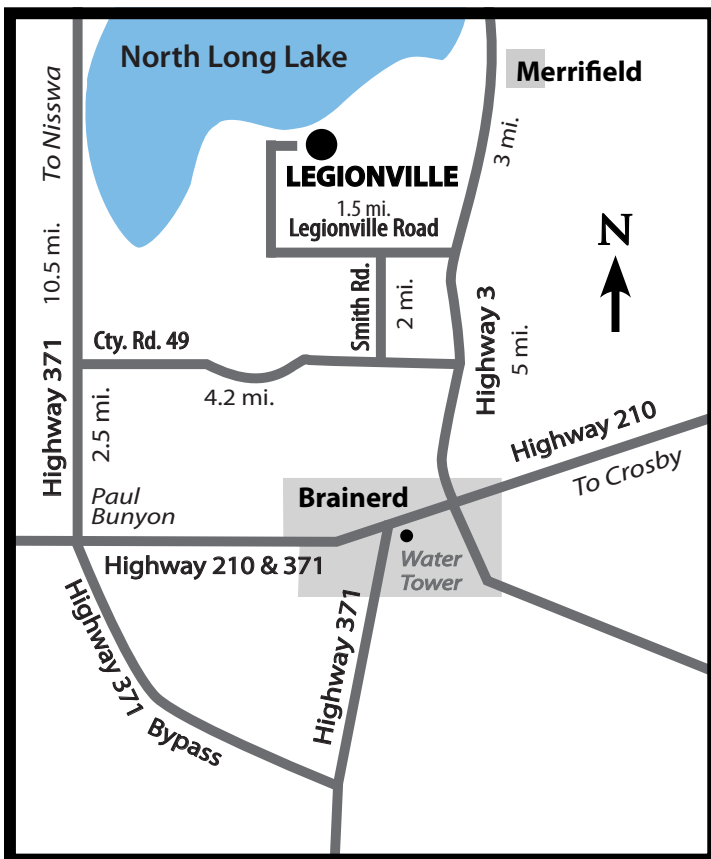 North Long Lake
Merrifield
To Nisswa
3 mi.
LEGIONVILLE
1.5 mi.
Legionville Road
N
10.5 mi.
Smith Rd.
2 mi.
Highway 3
5 mi.
Cty. Rd. 49
4.2 mi.
Highway 371
2.5 mi.
Highway 210
To Crosby
Paul
Bunyon
Brainerd
Water
Tower
Highway 210 & 371
Highway 371
Bypass
Highway 371